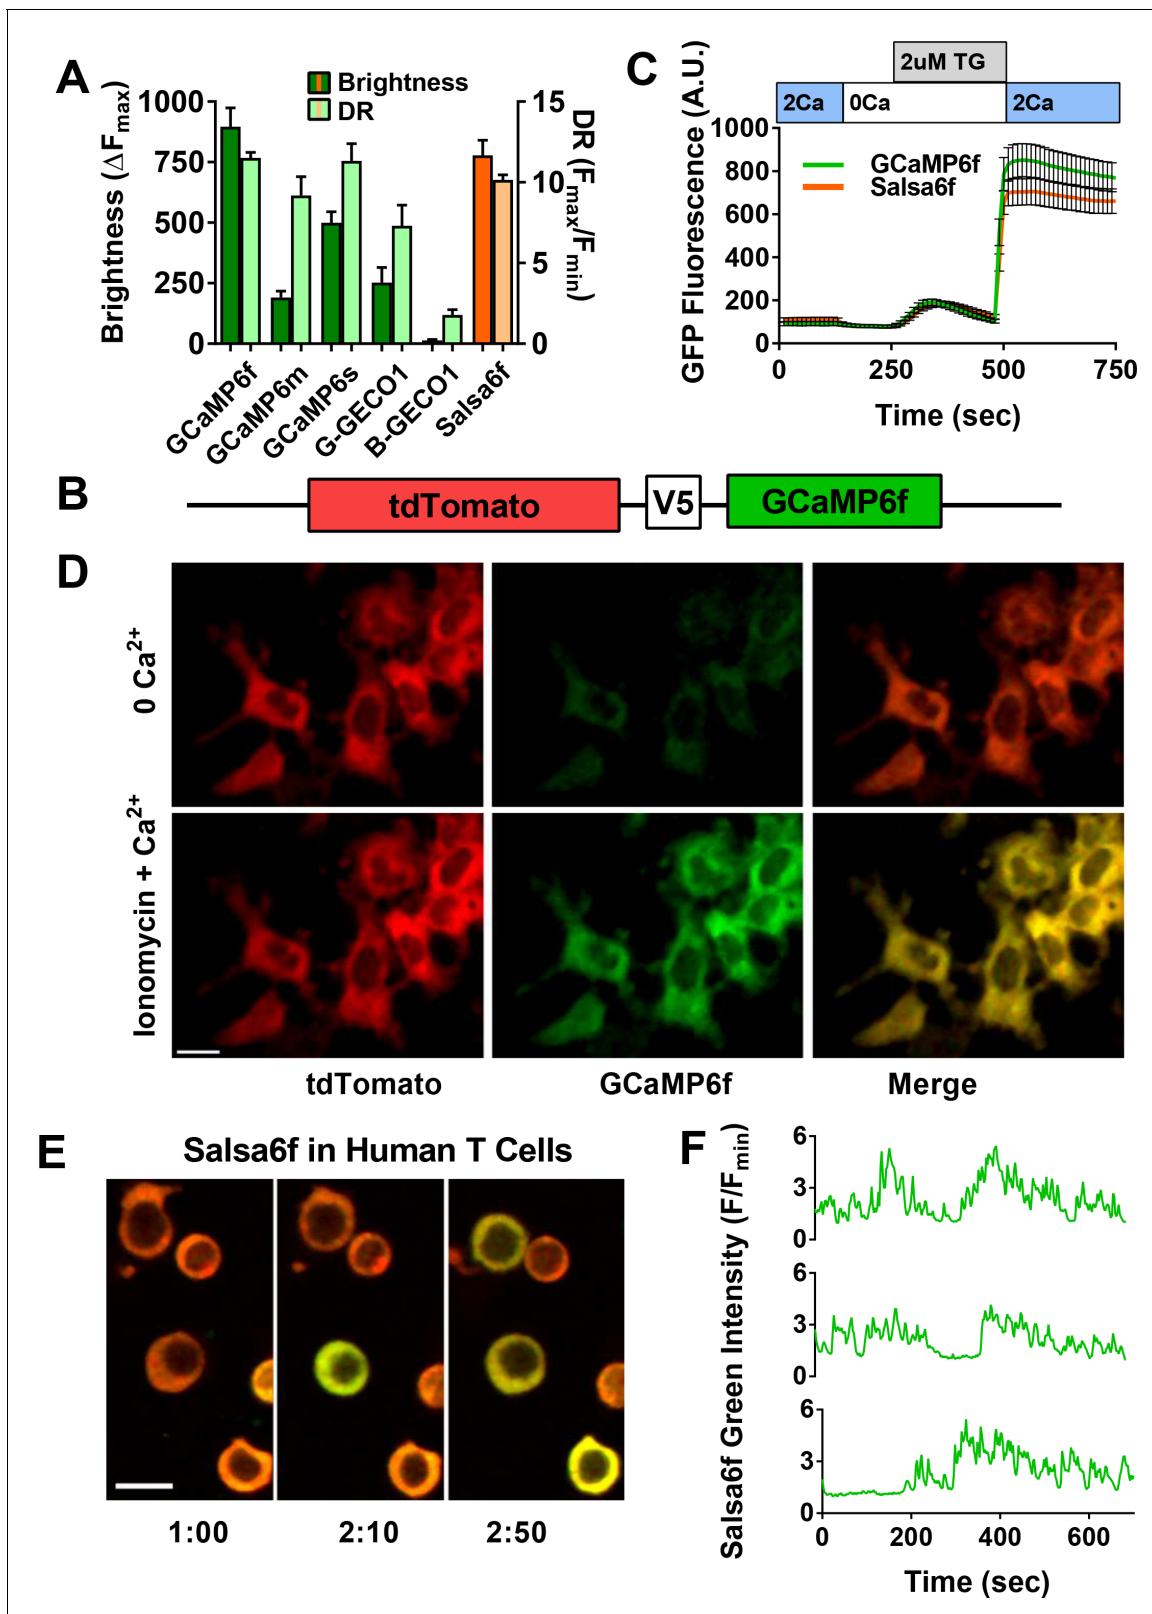 A
Brightness
DR
Brightness (ΔFmax)
1000
750
500
250
0
15
10
5
0
DR (Fmax/Fmin)
GCaMP6f
GCaMP6m
GCaMP6s
G-GECO1
B-GECO1
Salsa6f
C
2uM TG
2Ca
0Ca
2Ca
GFP Fluorescence (A.U.)
1000
800
600
400
200
0
GCaMP6f
Salsa6f
0
250
500
750
Time (sec)
B
tdTomato
V5
GCaMP6f
D
0 Ca2+
Ionomycin + Ca2+
tdTomato
GCaMP6f
Merge
E
Salsa6f in Human T Cells
1:00
2:10
2:50
F
Salsa6f Green Intensity (F/Fmin)
6
3
0
6
3
0
6
3
0
0
200
400
600
Time (sec)